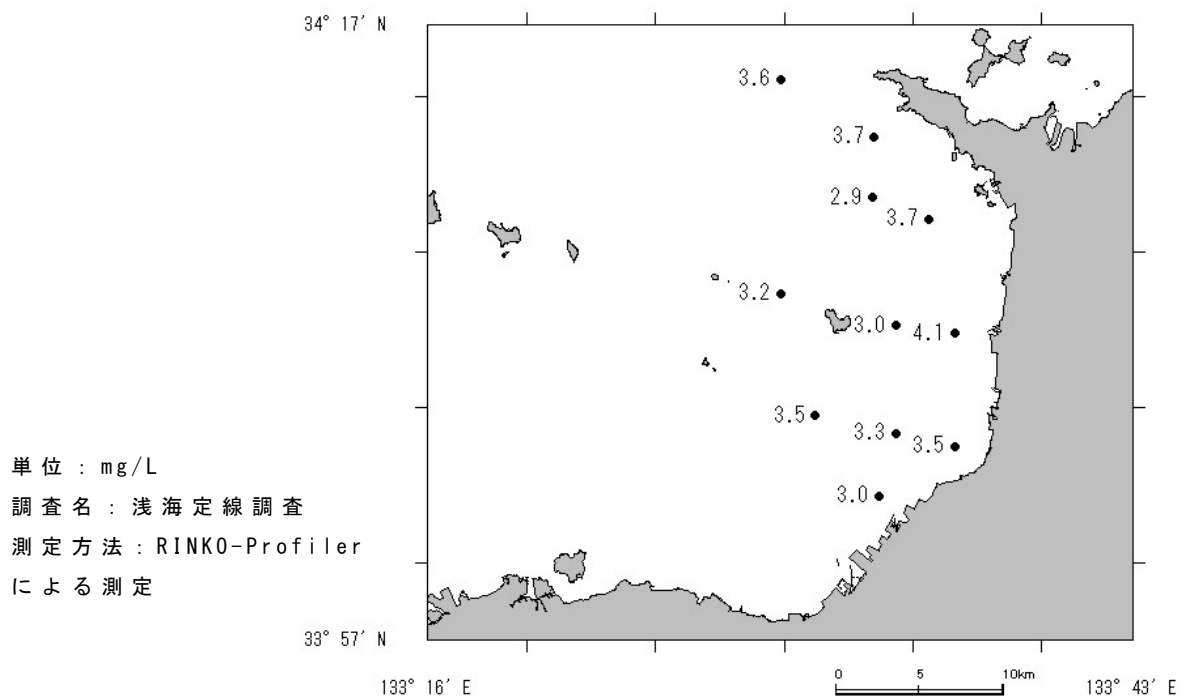 34° 17′ N
3.6
3.7
2.9
3.7
3.2
3.0
4.1
3.5
3.3
3.5
3.0
単位：mg/L
調査名：浅海定線調査
測定方法：RINKO-Profiler
による測定
33° 57′ N
133° 16′ E
0 5 10km
133° 43′ E